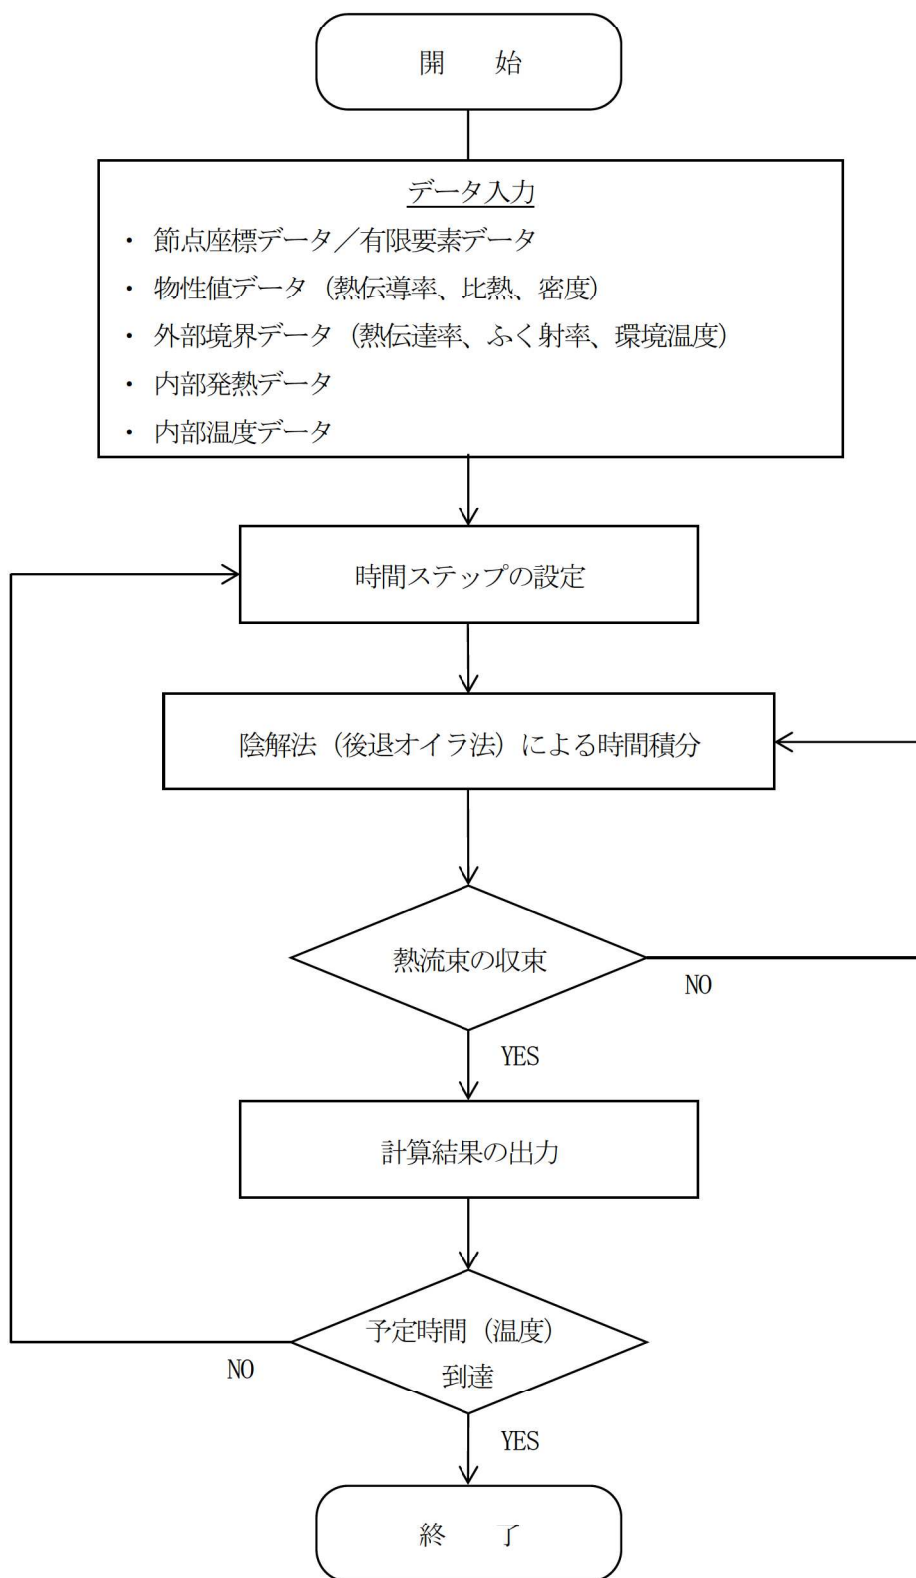 開　　始
データ入力
・ 節点座標データ／有限要素データ
・ 物性値データ（熱伝導率、比熱、密度）
・ 外部境界データ（熱伝達率、ふく射率、環境温度）
・ 内部発熱データ
・ 内部温度データ
時間ステップの設定
陰解法（後退オイラ法）による時間積分
熱流束の収束
NO
YES
計算結果の出力
予定時間（温度）
到達
NO
YES
終　　了